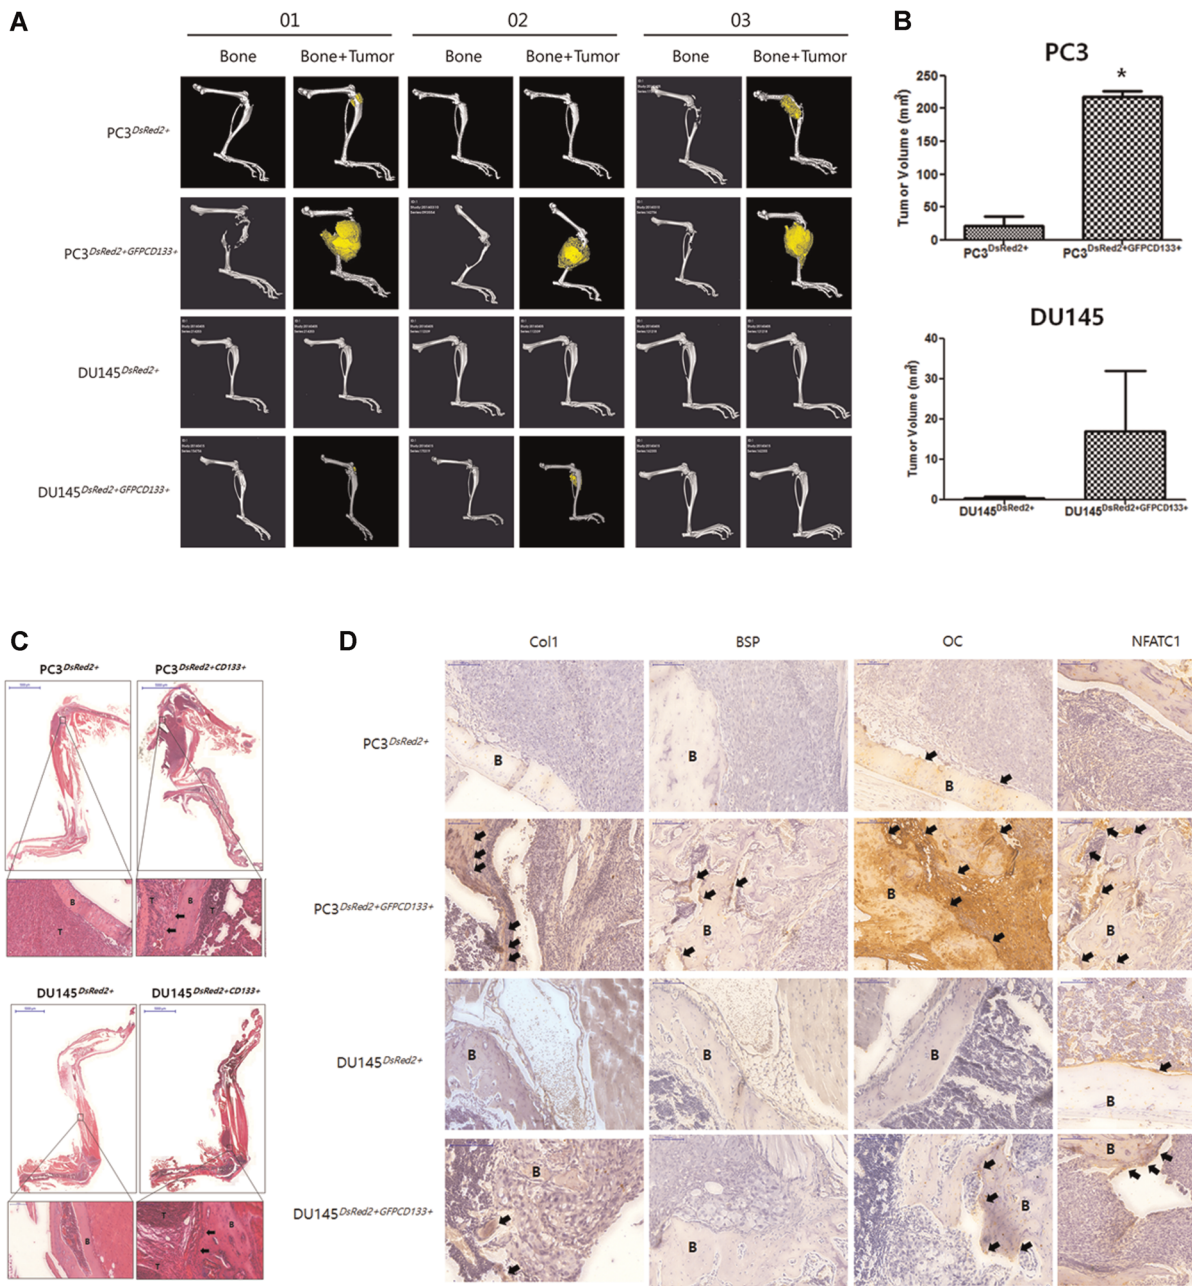 A
01
02
03
Bone
Bone+Tumor
Bone
Bone+Tumor
Bone
Bone+Tumor
PC3DsRed2+
PC3DsRed2+GFPCD133+
DU145DsRed2+
DU145DsRed2+GFPCD133+
B
PC3
Tumor Volume (mm3)
250
200
150
100
50
0
*
PC3DsRed2+
PC3DsRed2+GFPCD133+
DU145
Tumor Volume (mm3)
40
30
20
10
0
DU145DsRed2+
DU145DsRed2+GFPCD133+
C
PC3DsRed2+
PC3DsRed2+CD133+
B
T
T
B
T
DU145DsRed2+
DU145DsRed2+CD133+
B
T
B
T
D
Col1
BSP
OC
NFATC1
PC3DsRed2+
B
B
B
PC3DsRed2+GFPCD133+
B
B
B
DU145DsRed2+
B
B
B
B
DU145DsRed2+GFPCD133+
B
B
B
B